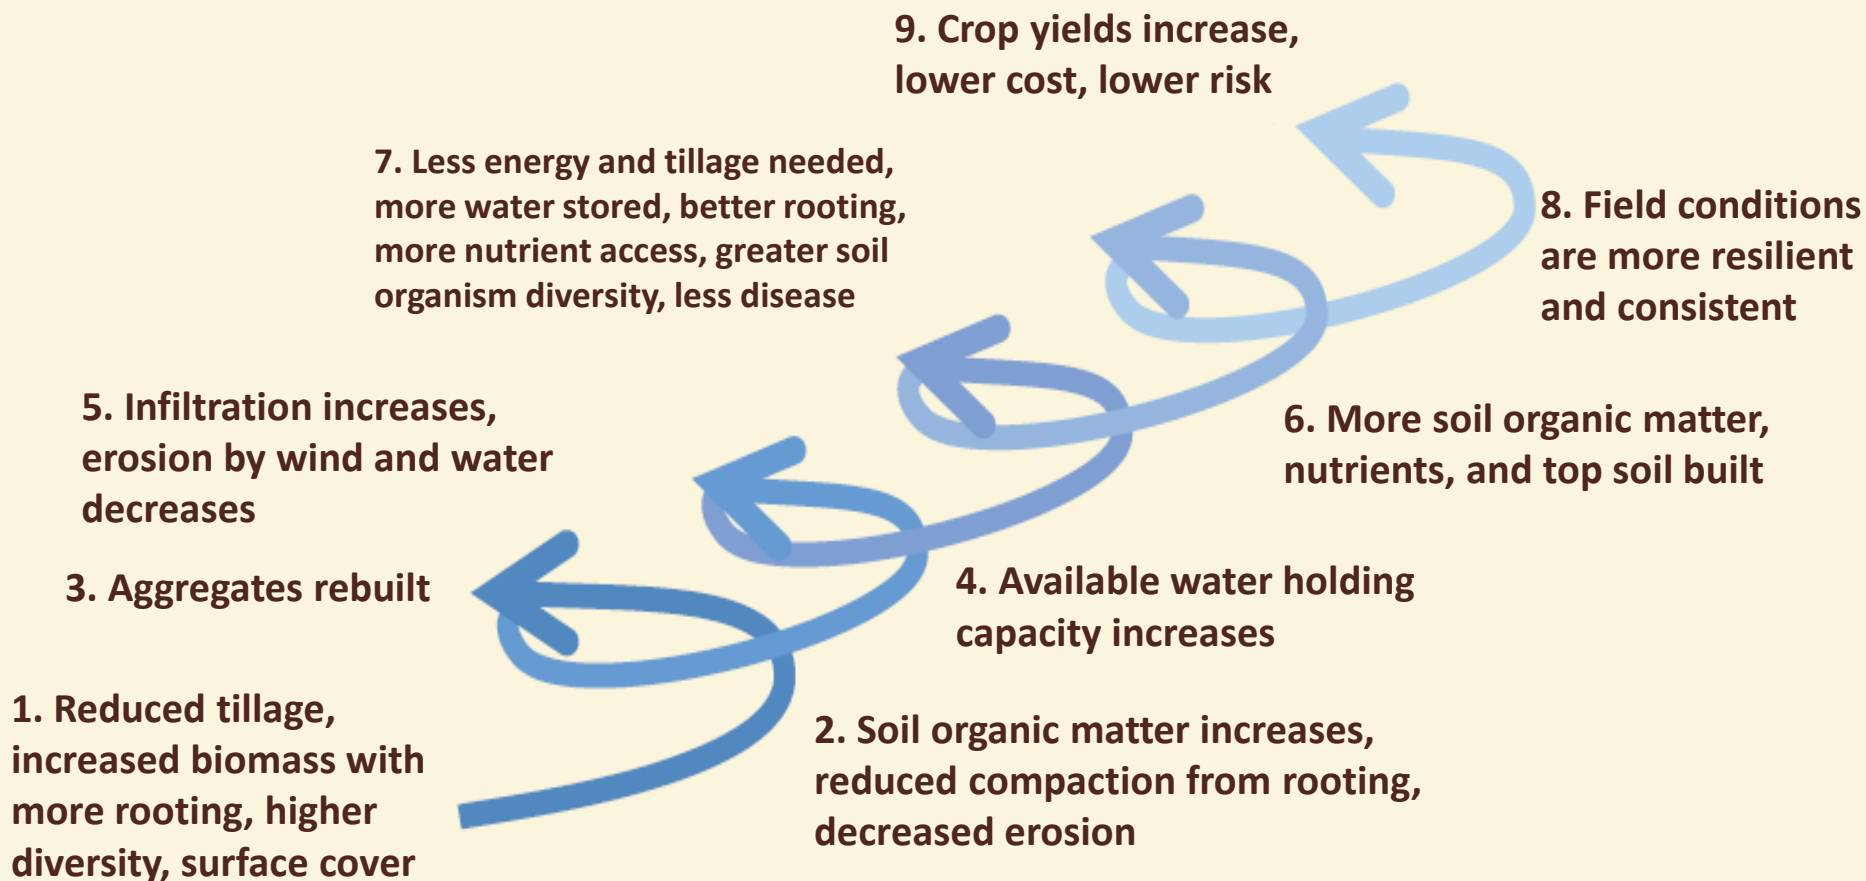 1. Reduced tillage,
increased biomass with
more rooting, higher
diversity, surface cover
2. Soil organic matter increases,
reduced compaction from rooting,
decreased erosion
3. Aggregates rebuilt
4. Available water holding
capacity increases
5. Infiltration increases,
erosion by wind and water
decreases
6. More soil organic matter,
nutrients, and top soil built
7. Less energy and tillage needed,
more water stored, better rooting,
more nutrient access, greater soil
organism diversity, less disease
8. Field conditions
are more resilient
and consistent
9. Crop yields increase,
lower cost, lower risk